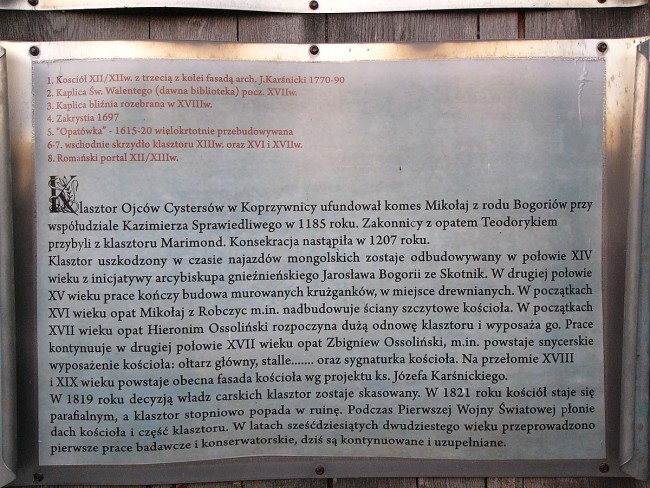 1. Kosciół XII/XIIw. z trzecią z kolei fasadą arch. J.Karśnicki 1770-90
2. Kaplica Św. Walentego (dawna biblioteka) pocz. XVIIw.
3. Kaplica bliźnia rozebrana w XVIIIw.
4. Zakrystia 1697
5. "Opatówka" - 1615-20 wielokrtotnie przebudowywana
6-7. wschodnie skrzydło klasztoru XIIIw. oraz XVI i XVIIw.
8. Romański portal XII/XIIIw.
Klasztor Ojców Cystersów w Koprzywnicy ufundował komes Mikołaj z rodu Bogoriów przy
współudziale Kazimierza Sprawiedliwego w 1185 roku. Zakonnicy z opatem Teodorykiem
przybyli z klasztoru Marimond. Konsekracja nastąpiła w 1207 roku.
Klasztor uszkodzony w czasie najazdów mongolskich zostaje odbudowywany w połowie XIV
wieku z inicjatywy arcybiskupa gnieźnieńskiego Jarosława Bogorii ze Skotnik. W drugiej połowie
XV wieku prace kończy budowa murowanych krużganków, w miejsce drewnianych. W początkach
XVI wieku opat Mikołaj z Robczyc m.in. nadbudowuje ściany szczytowe kościoła. W początkach
XVII wieku opat Hieronim Ossoliński rozpoczyna dużą odnowę klasztoru i wyposaża go. Prace
kontynuuje w drugiej połowie XVII wieku opat Zbigniew Ossoliński, m.in. powstaje snycerskie
wyposażenie kościoła: ołtarz główny, stalle....... oraz sygnaturka kościoła. Na przełomie XVIII
i XIX wieku powstaje obecna fasada kościoła wg projektu ks. Józefa Karśnickiego.
W 1819 roku decyzją władz carskich klasztor zostaje skasowany. W 1821 roku kościół staje się
parafialnym, a klasztor stopniowo popada w ruinę. Podczas Pierwszej Wojny Światowej płonie
dach kościoła i część klasztoru. W latach sześćdziesiątych dwudziestego wieku przeprowadzono
pierwsze prace badawcze i konserwatorskie, dziś są kontynuowane i uzupełniane.